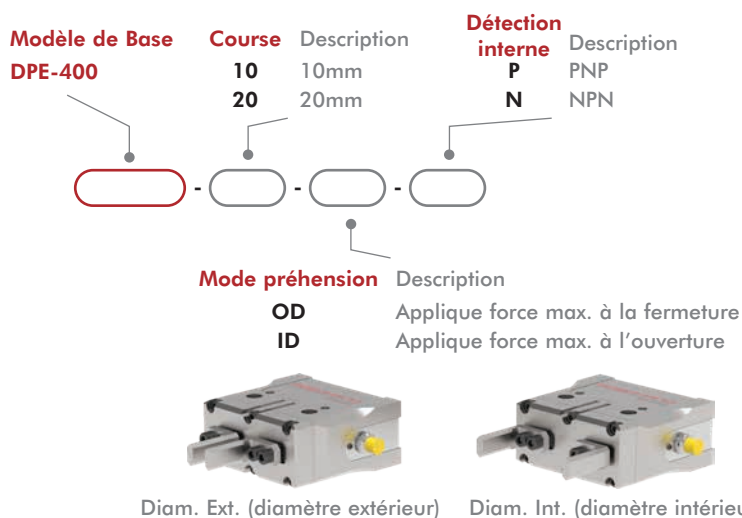 Modèle de Base
DPE-400
Course Description
10 10mm
20 20mm
Détection
interne Description
P PNP
N NPN
- - -
Mode préhension Description
OD Applique force max. à la fermeture
ID Applique force max. à l'ouverture
Diam. Ext. (diamètre extérieur) Diam. Int. (diamètre intérieu